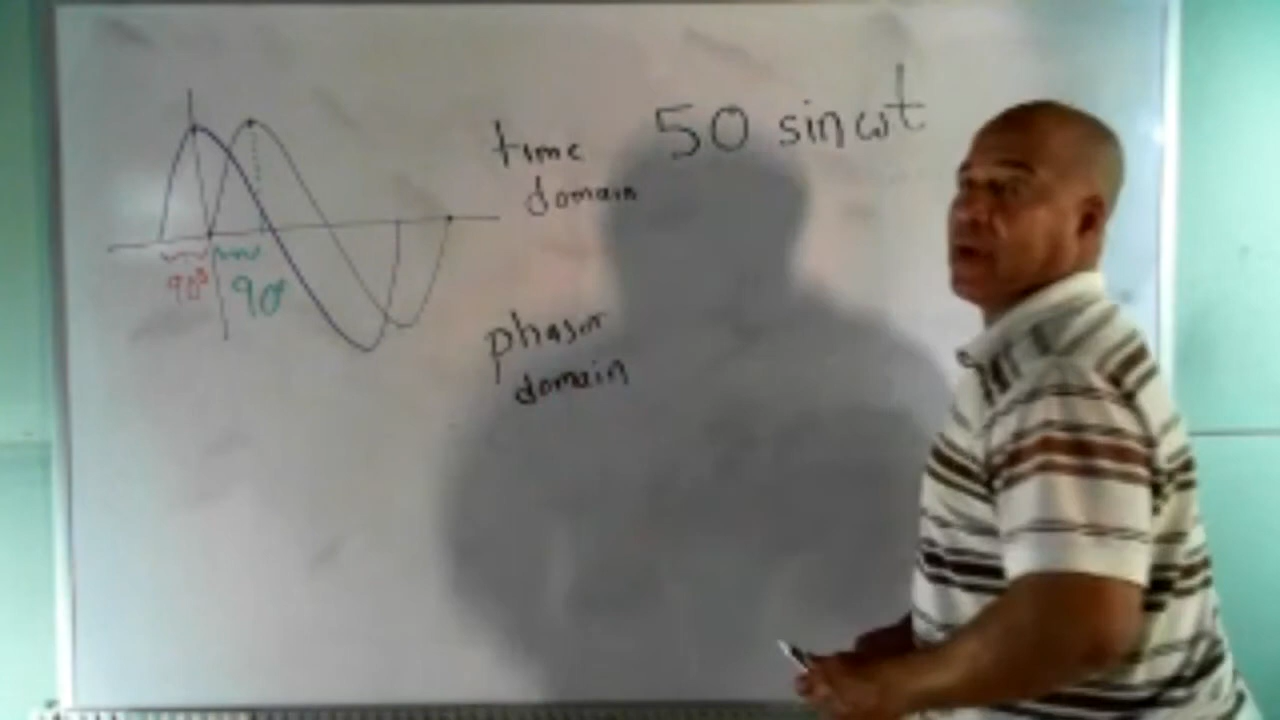 50 sin ωt
time
domain
90°
90°
phasor
domain